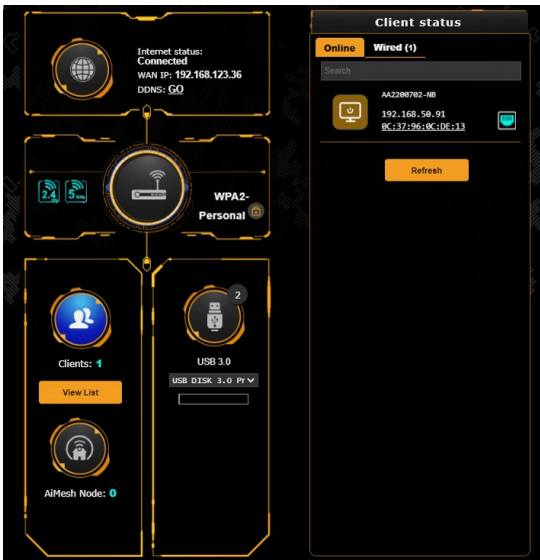 Internet status:
Connected
WAN IP: 192.168.123.36
DDNS: GO
2.4
GHz
5
GHz
WPA2-
Personal
Clients: 1
View List
AiMesh Node: 0
2
USB 3.0
USB DISK 3.0 Pr
Client status
Online
Wired (1)
Search
AA2200702-NB
192.168.50.91
0C:37:96:0C:DE:13
Refresh